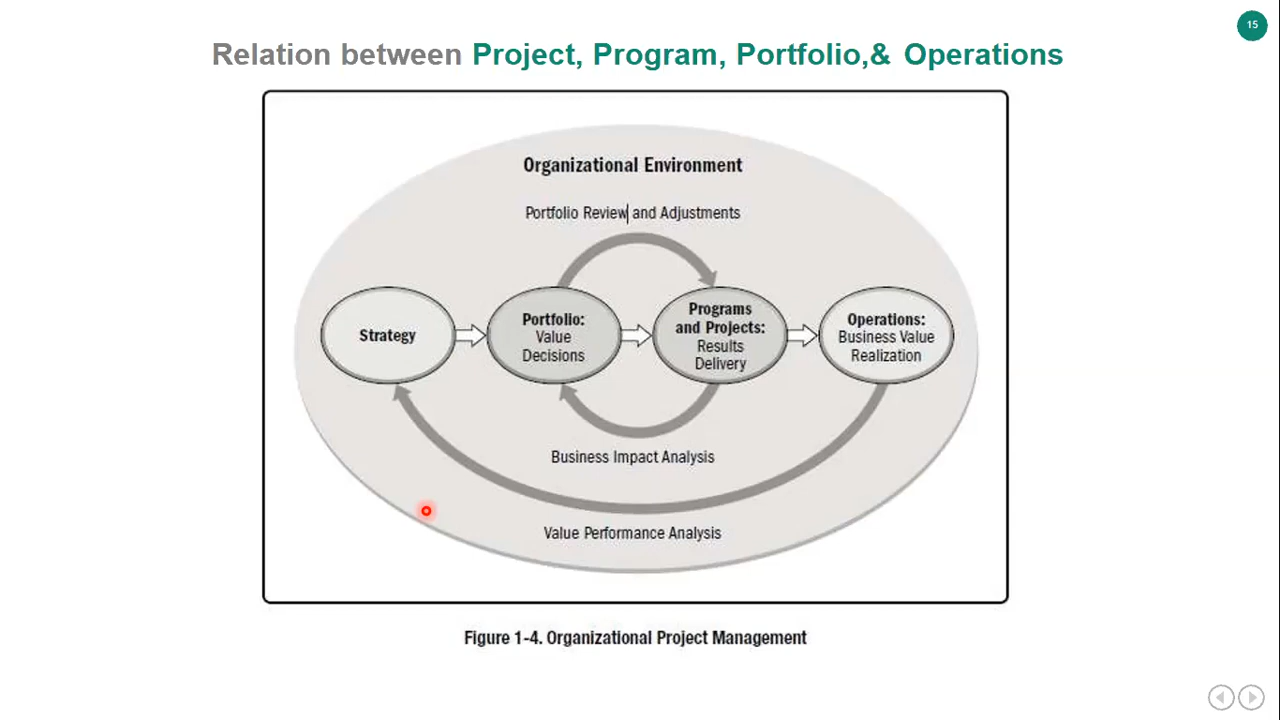 15
Relation between Project, Program, Portfolio,& Operations
Organizational Environment
Portfolio Review and Adjustments
Strategy
Portfolio:
Value
Decisions
Programs
and Projects:
Results
Delivery
Operations:
Business Value
Realization
Business Impact Analysis
Value Performance Analysis
Figure 1-4. Organizational Project Management